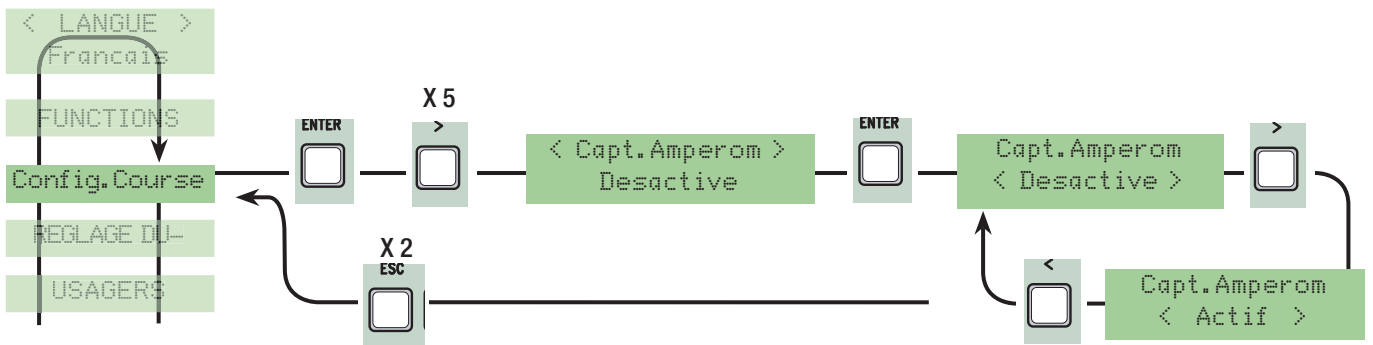 < LANGUE >
Francais
FUNCTIONS
Config.Course
REGLAGE DU-
USAGERS
ENTER
X 5
>
< Capt.Amperom >
Desactive
ENTER
Capt.Amperom
< Desactive >
>
X 2
ESC
<
Capt.Amperom
< Actif >